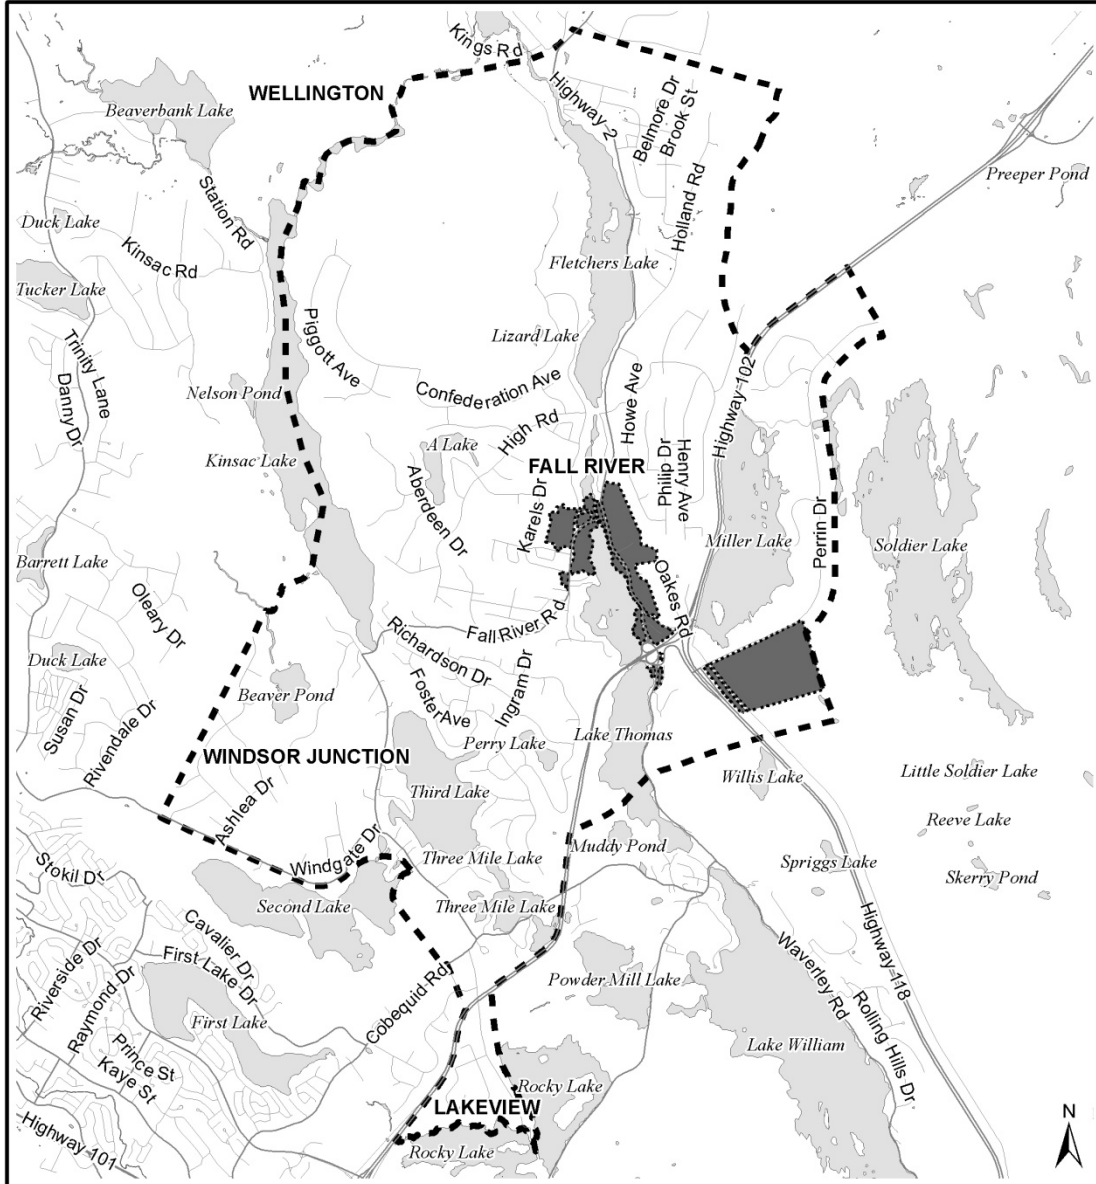 Kings Rd
WELLINGTON
Beaverbank Lake
Highway 2
Belmore Dr
Brook St
Preeper Pond
Station Rd
Duck Lake
Kinsac Rd
Holland Rd
Fletchers Lake
Tucker Lake
Trinity Lane
Danny Dr
Piggott Ave
Lizard Lake
Highway 102
Nelson Pond
Confederation Ave
Howe Ave
High Rd
A Lake
Kinsac Lake
FALL RIVER
Philip Dr
Henry Ave
Aberdeen Dr
Karels Dr
Miller Lake
Perrin Dr
Soldier Lake
Barrett Lake
Oleary Dr
Oakes Rd
Fall River Rd
Richardson Dr
Duck Lake
Susan Dr
Rivendale Dr
Beaver Pond
Foster Ave
Ingram Dr
Perry Lake
Lake Thomas
WINDSOR JUNCTION
Willis Lake
Little Soldier Lake
Third Lake
Ashlea Dr
Reeve Lake
Windgate Dr
Three Mile Lake
Muddy Pond
Spriggs Lake
Skerry Pond
Stokil Dr
Second Lake
Three Mile Lake
Cavalier Dr
Highway 118
First Lake Dr
Riverside Dr
Raymond Dr
Cobequid Rd
Powder Mill Lake
Waverley Rd
Rolling Hills Dr
First Lake
Prince St
Kaye St
Lake William
Rocky Lake
LAKEVIEW
N
Highway 101
Rocky Lake